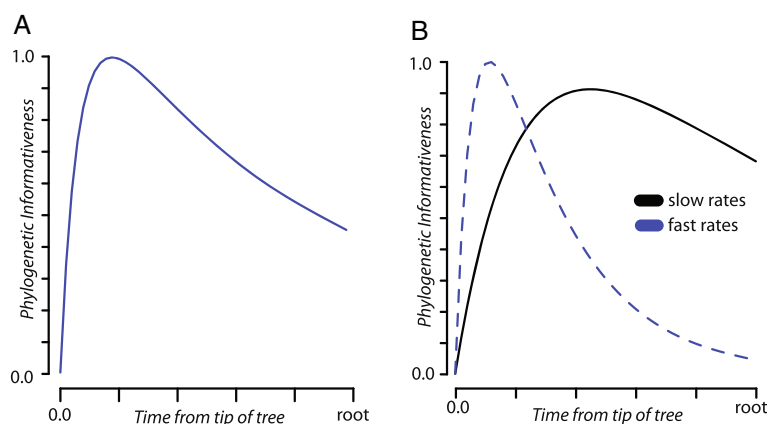 A
1.0
Phylogenetic Informativeness
0.0
0.0
Time from tip of tree
root
B
1.0
Phylogenetic Informativeness
slow rates
fast rates
0.0
0.0
Time from tip of tree
root